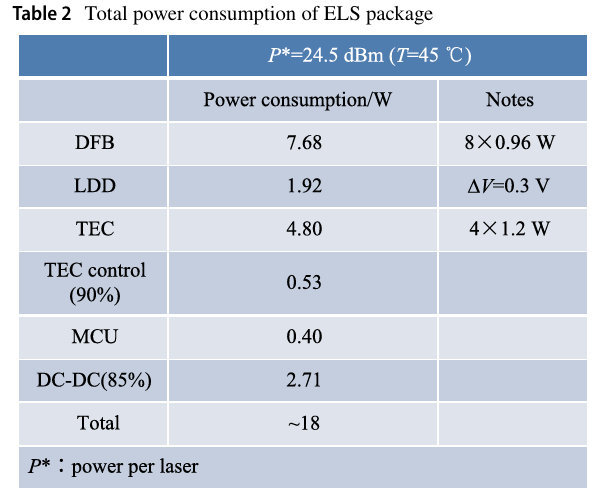 Table 2 Total power consumption of ELS package
P*=24.5 dBm (T=45 ℃)
Power consumption/W Notes
DFB 7.68 8×0.96 W
LDD 1.92 ΔV=0.3 V
TEC 4.80 4×1.2 W
TEC control
(90%) 0.53
MCU 0.40
DC-DC(85%) 2.71
Total ~18
P*：power per laser